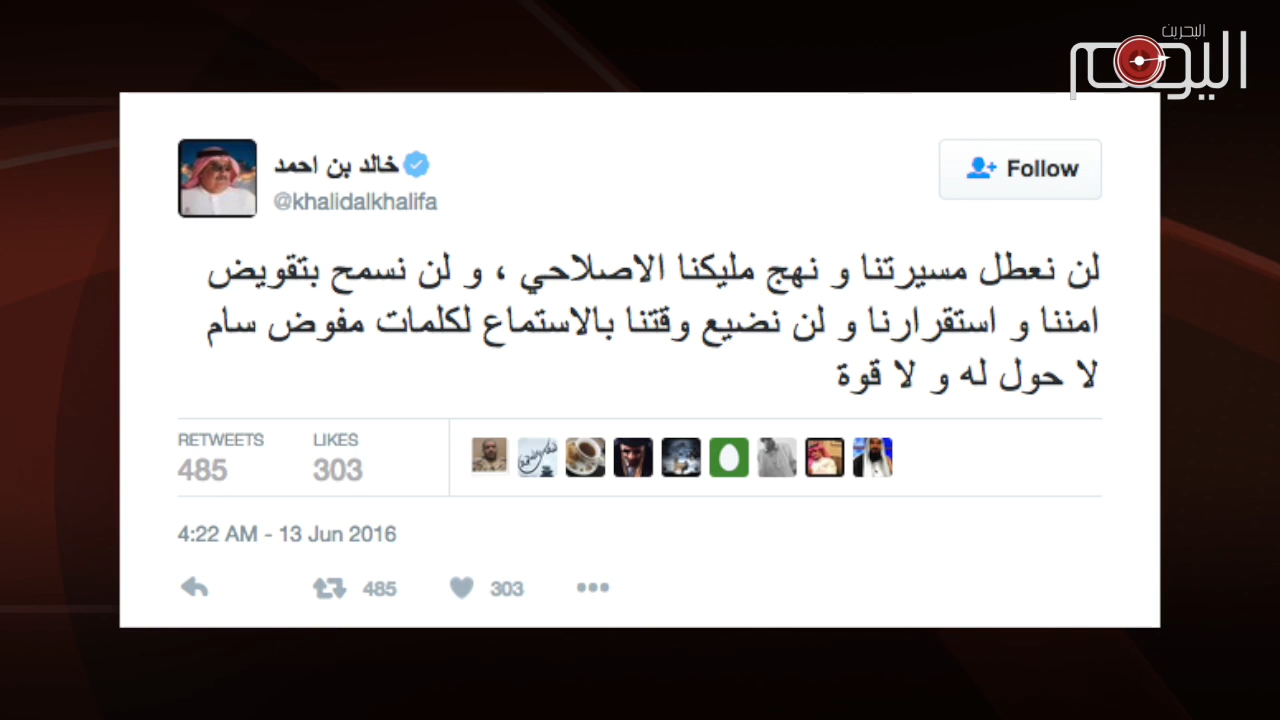 البحرين
اليوم
خالد بن احمد
@khalidalkhalifa
Follow
لن نعطل مسيرتنا و نهج مليكنا الاصلاحي ، و لن نسمح بتقويض
امننا و استقرارنا و لن نضيع وقتنا بالاستماع لكلمات مفوض سام
لا حول له و لا قوة
RETWEETS LIKES
485 303
4:22 AM - 13 Jun 2016
485 303